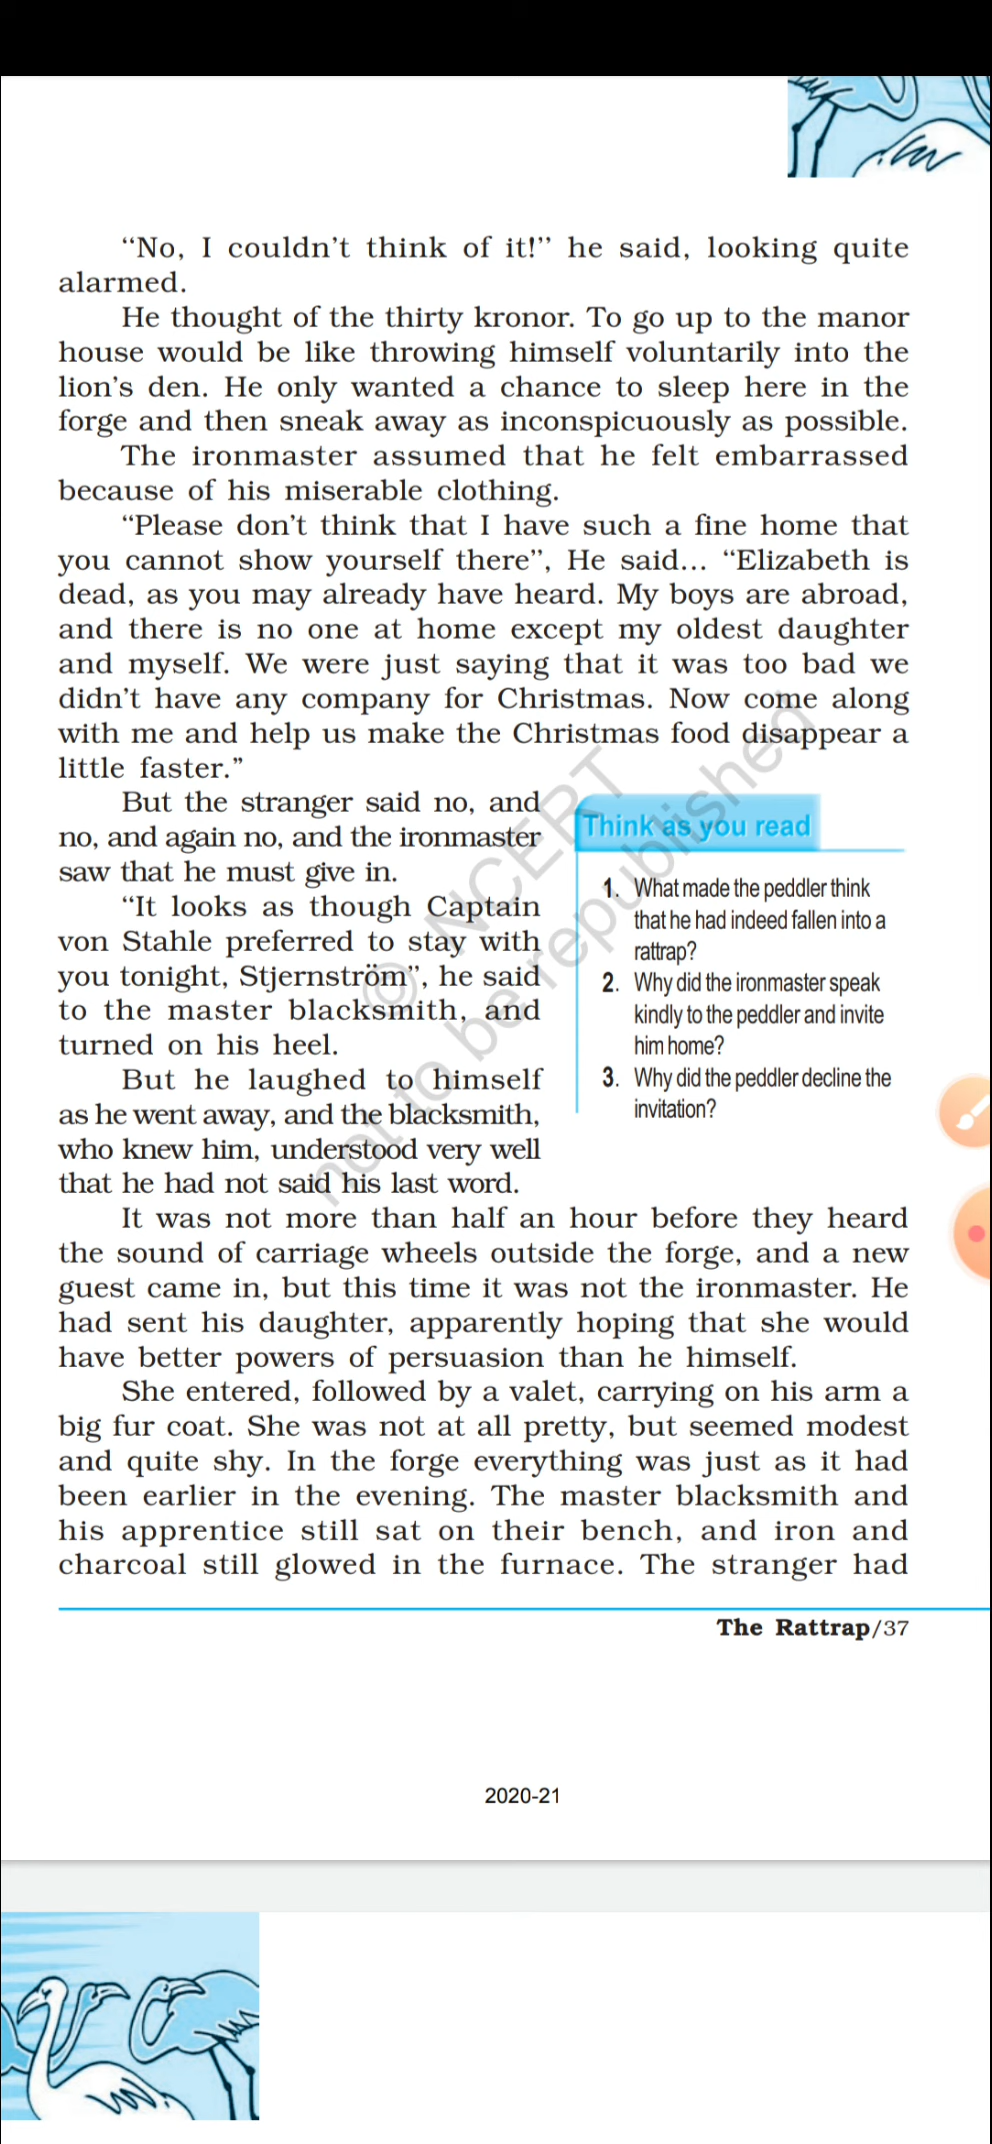 “No, I couldn’t think of it!” he said, looking quite
alarmed.
He thought of the thirty kronor. To go up to the manor
house would be like throwing himself voluntarily into the
lion’s den. He only wanted a chance to sleep here in the
forge and then sneak away as inconspicuously as possible.
The ironmaster assumed that he felt embarrassed
because of his miserable clothing.
“Please don’t think that I have such a fine home that
you cannot show yourself there”, He said... “Elizabeth is
dead, as you may already have heard. My boys are abroad,
and there is no one at home except my oldest daughter
and myself. We were just saying that it was too bad we
didn’t have any company for Christmas. Now come along
with me and help us make the Christmas food disappear a
little faster.”
But the stranger said no, and
no, and again no, and the ironmaster
saw that he must give in.
“It looks as though Captain
von Stahle preferred to stay with
you tonight, Stjernström”, he said
to the master blacksmith, and
turned on his heel.
But he laughed to himself
as he went away, and the blacksmith,
who knew him, understood very well
that he had not said his last word.
Think as you read
1. What made the peddler think
that he had indeed fallen into a
rattrap?
2. Why did the ironmaster speak
kindly to the peddler and invite
him home?
3. Why did the peddler decline the
invitation?
It was not more than half an hour before they heard
the sound of carriage wheels outside the forge, and a new
guest came in, but this time it was not the ironmaster. He
had sent his daughter, apparently hoping that she would
have better powers of persuasion than he himself.
She entered, followed by a valet, carrying on his arm a
big fur coat. She was not at all pretty, but seemed modest
and quite shy. In the forge everything was just as it had
been earlier in the evening. The master blacksmith and
his apprentice still sat on their bench, and iron and
charcoal still glowed in the furnace. The stranger had
The Rattrap/37
2020-21
© NCERT
not to be republished